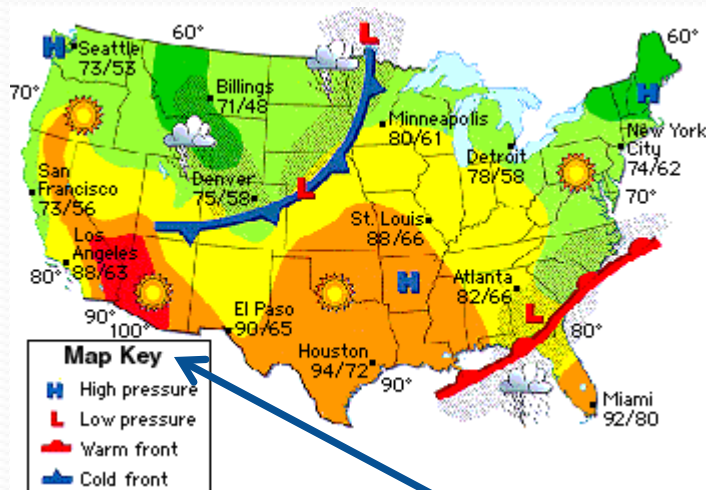 60°
L
60°
H
Seattle
73/53
Billings
71/48
H
70°
Minneapolis
80/61
New York
City
74/62
Detroit
78/58
San
Francisco
73/56
Denver
75/58
L
70°
St. Louis
88/66
Los
Angeles
88/63
80°
H
Atlanta
82/66
L
80°
90°
100°
El Paso
90/65
Houston
94/72
90°
Miami
92/80
Map Key
H High pressure
L Low pressure
Warm front
Cold front